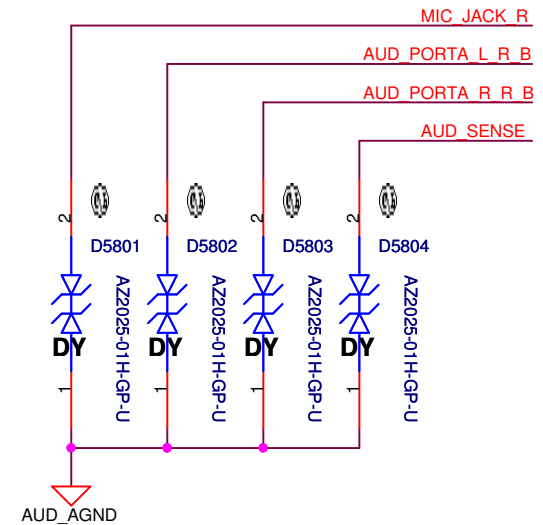 MIC_JACK_R
AUD_PORTA_L_R_B
AUD_PORTA_R_R_B
AUD_SENSE
2
2
2
2
D5801
D5802
D5803
D5804
AZ2025-01H-GP-U
AZ2025-01H-GP-U
AZ2025-01H-GP-U
AZ2025-01H-GP-U
DY
DY
DY
DY
1
1
1
1
AUD_AGND